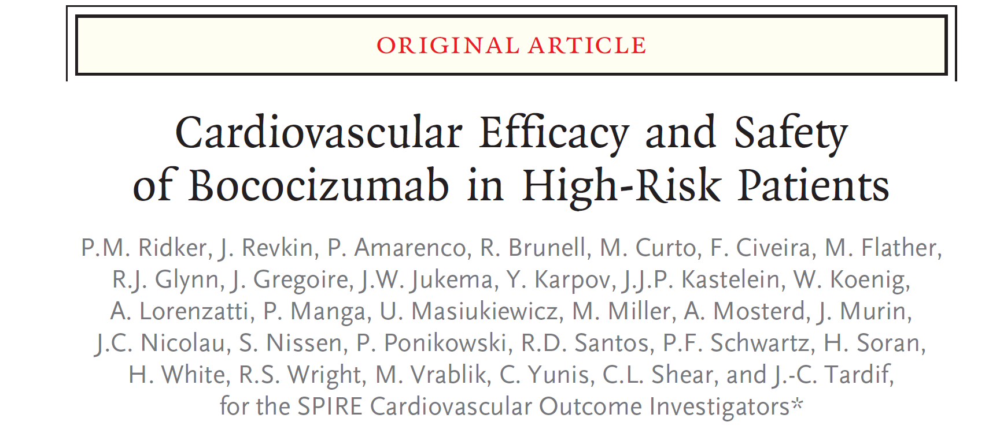 ORIGINAL ARTICLE
Cardiovascular Efficacy and Safety
of Bococizumab in High-Risk Patients
P.M. Ridker, J. Revkin, P. Amarenco, R. Brunell, M. Curto, F. Civeira, M. Flather,
R.J. Glynn, J. Gregoire, J.W. Jukema, Y. Karpov, J.J.P. Kastelein, W. Koenig,
A. Lorenzatti, P. Manga, U. Masiukiewicz, M. Miller, A. Mosterd, J. Murin,
J.C. Nicolau, S. Nissen, P. Ponikowski, R.D. Santos, P.F. Schwartz, H. Soran,
H. White, R.S. Wright, M. Vrablik, C. Yunis, C.L. Shear, and J.-C. Tardif,
for the SPIRE Cardiovascular Outcome Investigators*